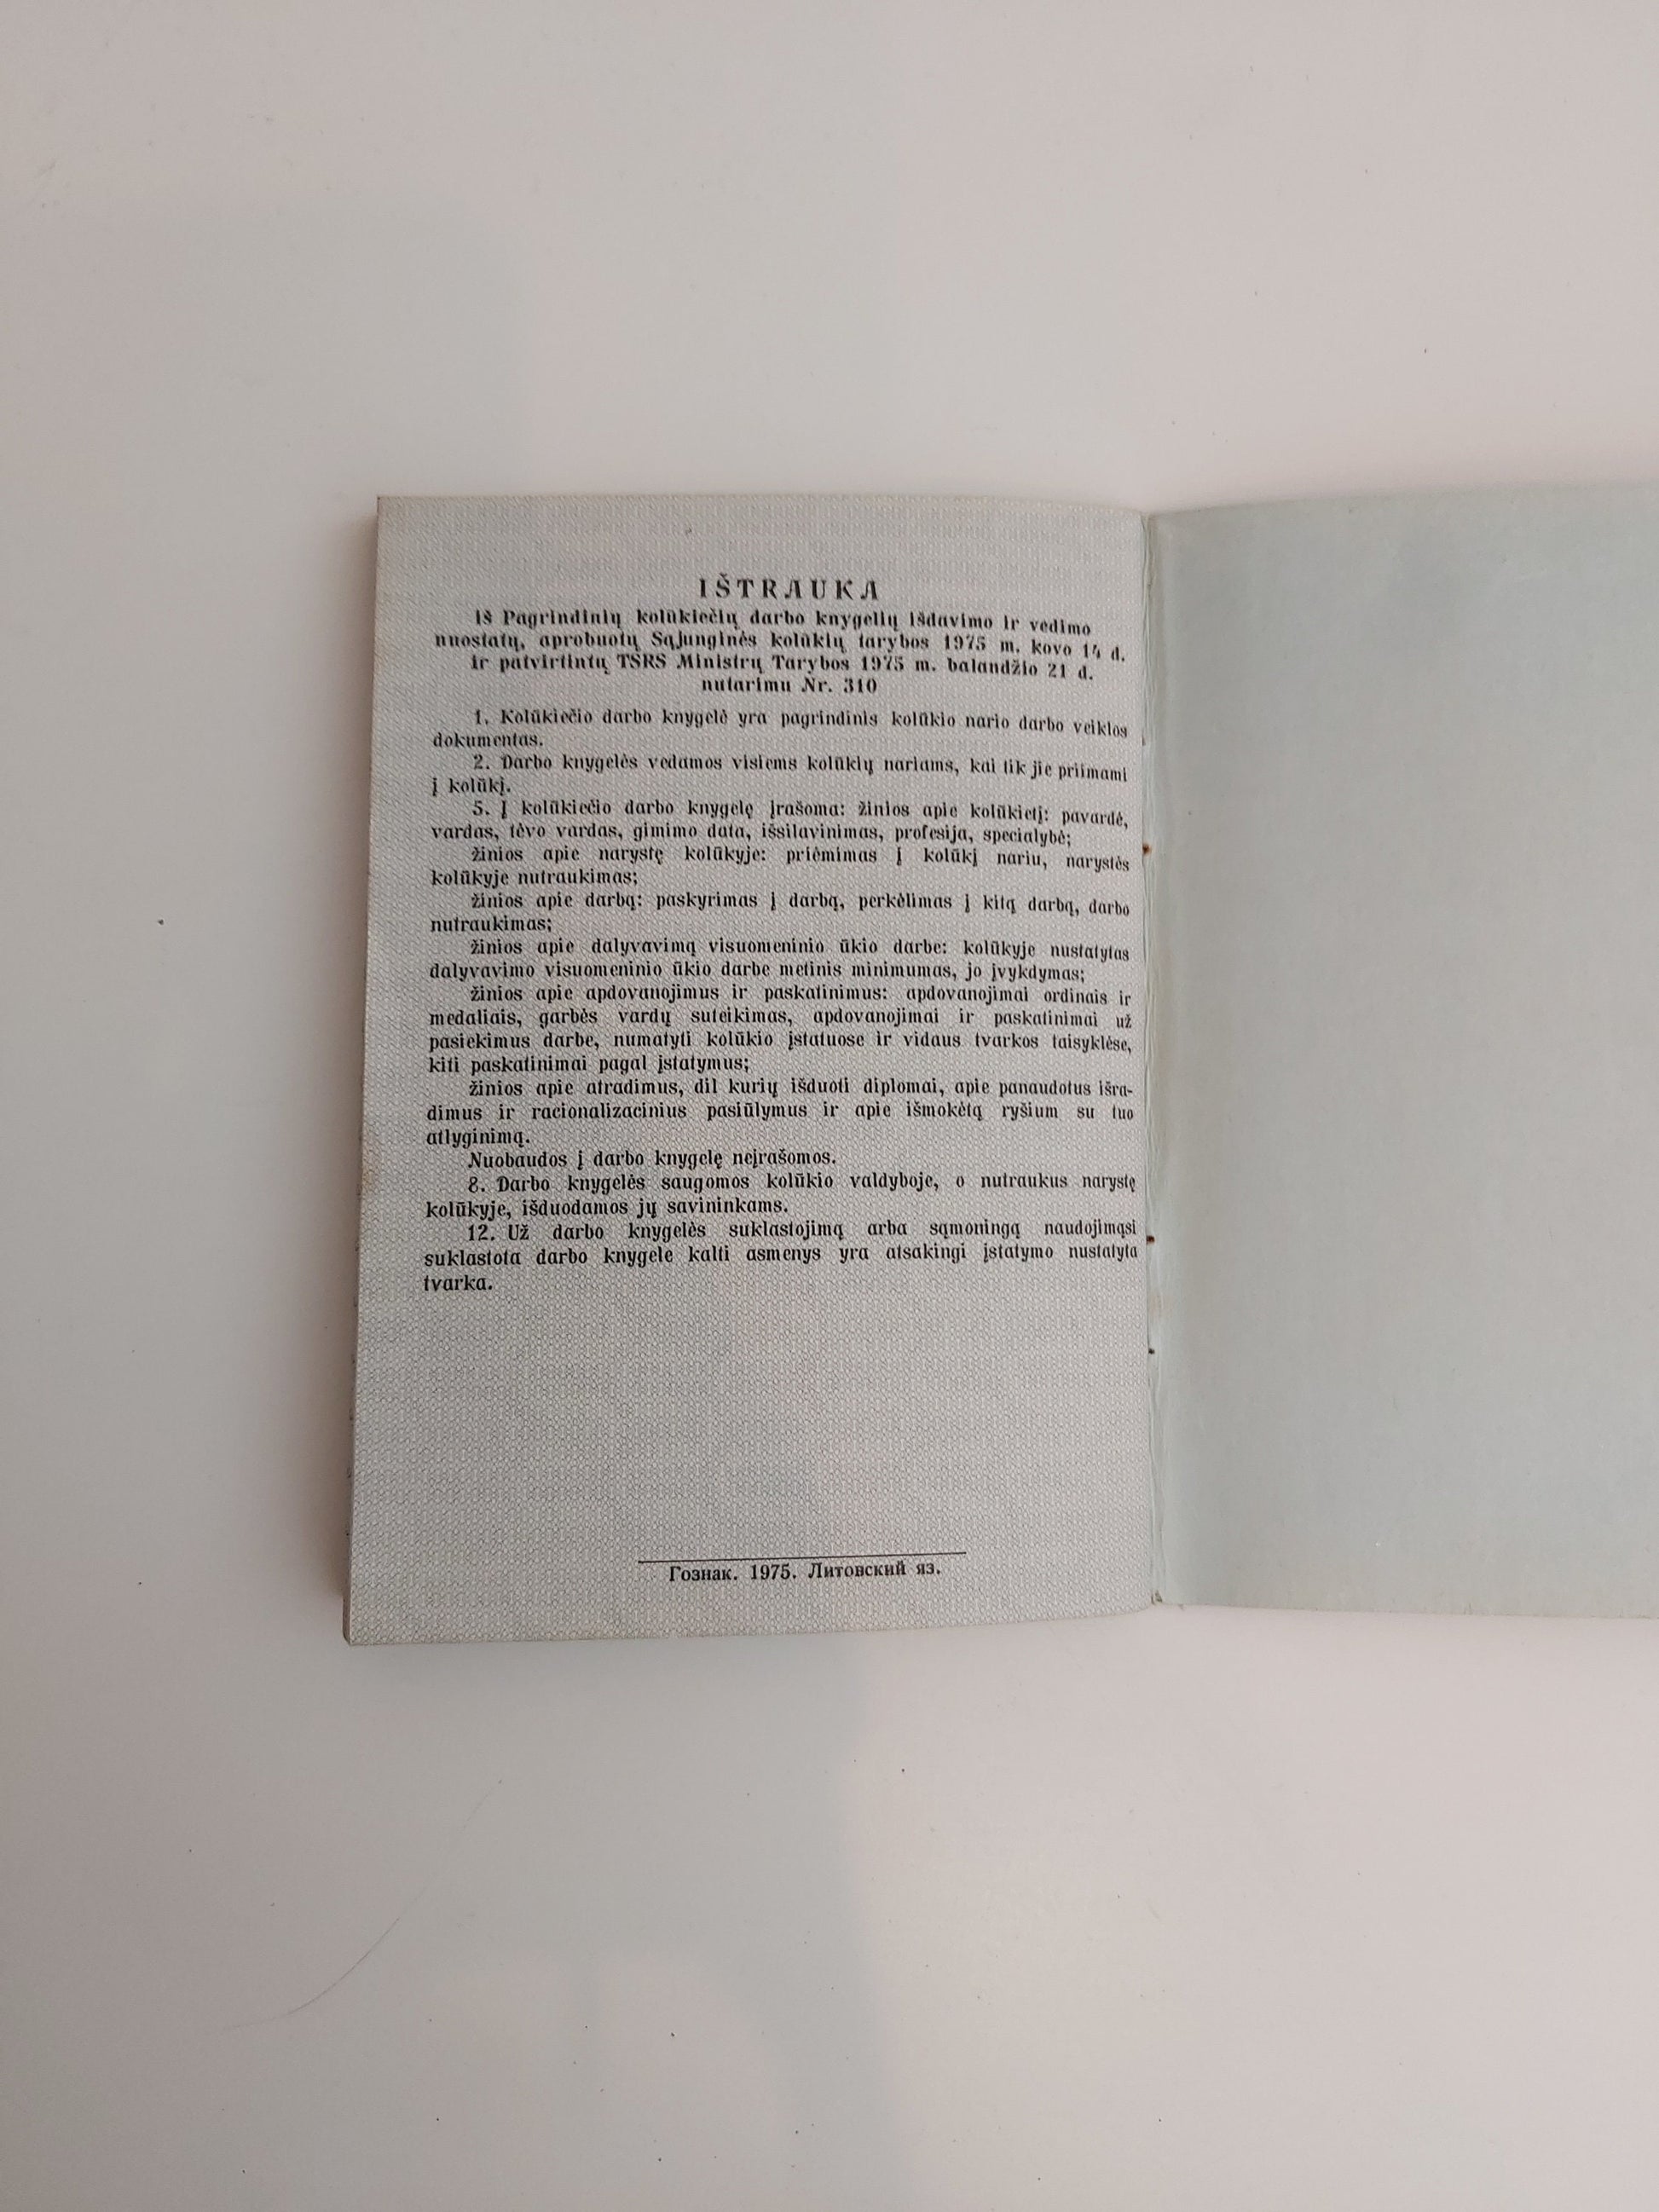 IŠTRAUKA
iš Pagrindinių kolūkiečių darbo knygelių išdavimo ir vedimo
nuostatų, aprobuotų Sąjunginės kolūkių tarybos 1975 m. kovo 14 d.
ir patvirtintų TSRS Ministrų Tarybos 1975 m. balandžio 21 d.
nutarimu Nr. 310
1. Kolūkiečio darbo knygelė yra pagrindinis kolūkio nario darbo veiklos
dokumentas.
2. Darbo knygelės vedamos visiems kolūkių nariams, kai tik jie priimami
į kolūkį.
5. Į kolūkiečio darbo knygelę įrašoma: žinios apie kolūkietį: pavardė,
vardas, tėvo vardas, gimimo data, išsilavinimas, profesija, specialybė;
žinios apie narystę kolūkyje: priėmimas į kolūkį nariu, narystės
kolūkyje nutraukimas;
žinios apie darbą: paskyrimas į darbą, perkėlimas į kitą darbą, darbo
nutraukimas;
žinios apie dalyvavimą visuomeninio ūkio darbe: kolūkyje nustatytas
dalyvavimo visuomeninio ūkio darbe metinis minimumas, jo įvykdymas;
žinios apie apdovanojimus ir paskatinimus: apdovanojimai ordinais ir
medaliais, garbės vardų suteikimas, apdovanojimai ir paskatinimai už
pasiekimus darbe, numatyti kolūkio įstatuose ir vidaus tvarkos taisyklėse,
kiti paskatinimai pagal įstatymus;
žinios apie atradimus, dil kurių išduoti diplomai, apie panaudotus išra-
dimus ir racionalizacinius pasiūlymus ir apie išmokėtą ryšium su tuo
atlyginimą.
Nuobaudos į darbo knygelę neįrašomos.
8. Darbo knygelės saugomos kolūkio valdyboje, o nutraukus narystę
kolūkyje, išduodamos jų savininkams.
12. Už darbo knygelės suklastojimą arba sąmoningą naudojimąsi
suklastota darbo knygele kalti asmenys yra atsakingi įstatymo nustatyta
tvarka.
Гознак. 1975. Литовский яз.